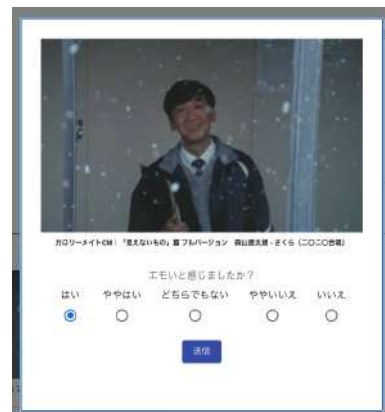 カロリーメイトCM｜「見えないもの」篇 フルバージョン 森山直太朗 - さくら（二〇二〇合唱）
エモいと感じましたか？
はい ややはい どちらでもない ややいいえ いいえ
送信